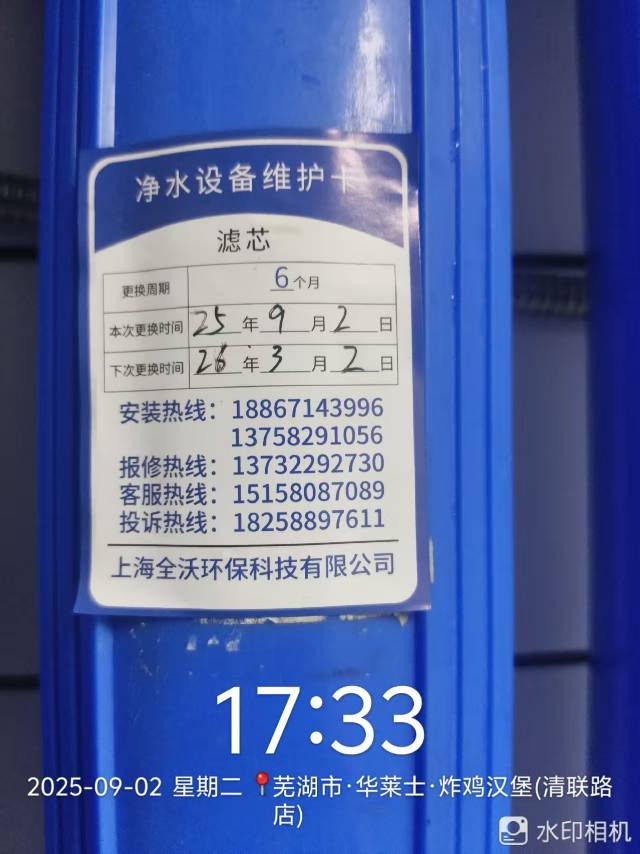 净水设备维护卡
滤芯
更换周期 6个月
本次更换时间 25年9月2日
下次更换时间 26年3月2日
安装热线：18867143996
13758291056
报修热线：13732292730
客服热线：15158087089
投诉热线：18258897611
上海全沃环保科技有限公司
17:33
2025-09-02 星期二 📍芜湖市·华莱士·炸鸡汉堡(清联路
店)
水印相机